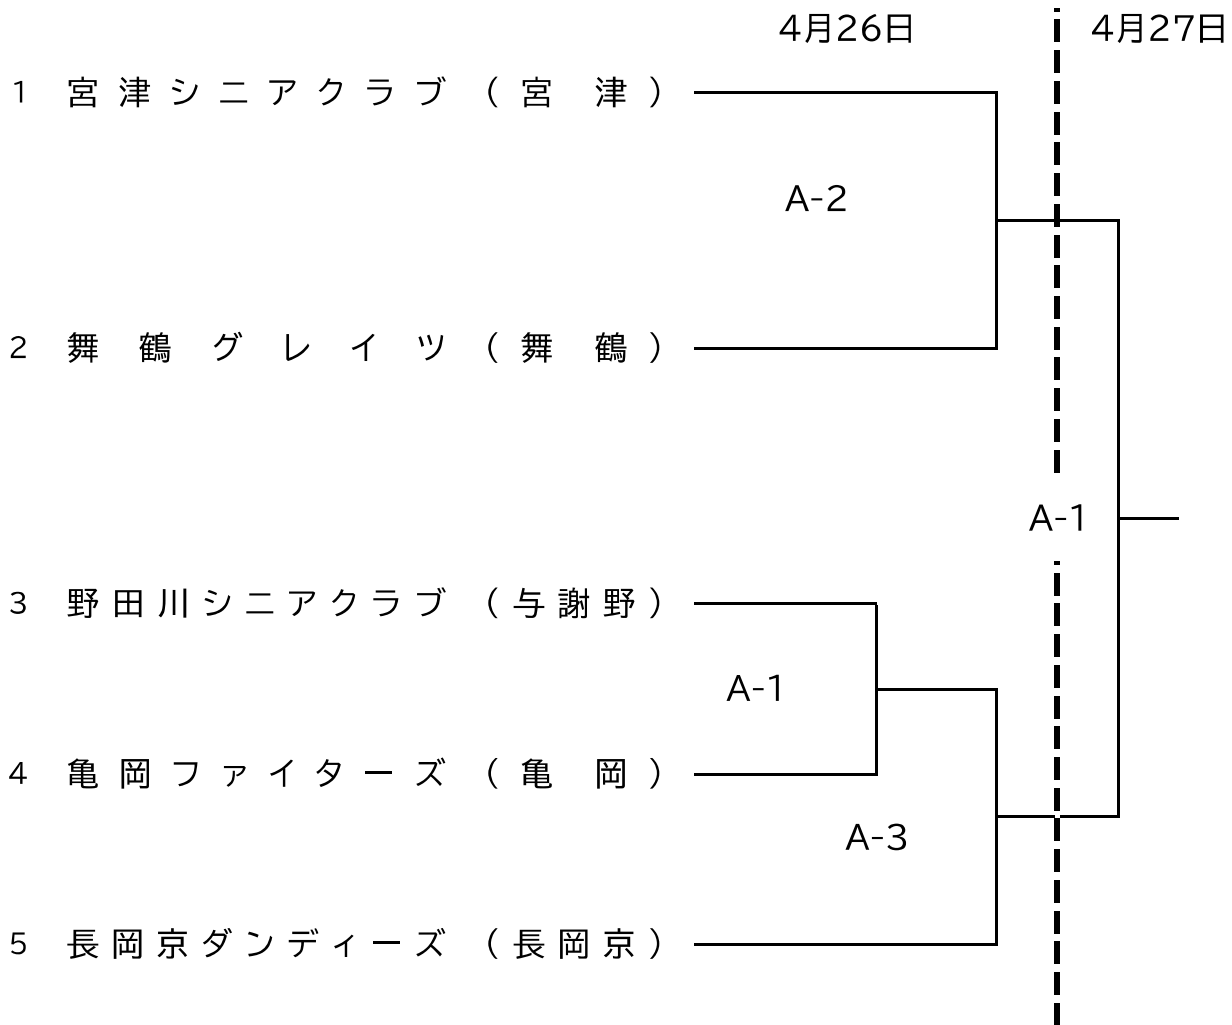 4月26日 4月27日
1 宮津シニアクラブ (宮 津)
A-2
2 舞鶴グレイツ (舞 鶴)
A-1
3 野田川シニアクラブ (与謝野)
A-1
4 亀岡ファイターズ (亀 岡)
A-3
5 長岡京ダンディーズ (長岡京)